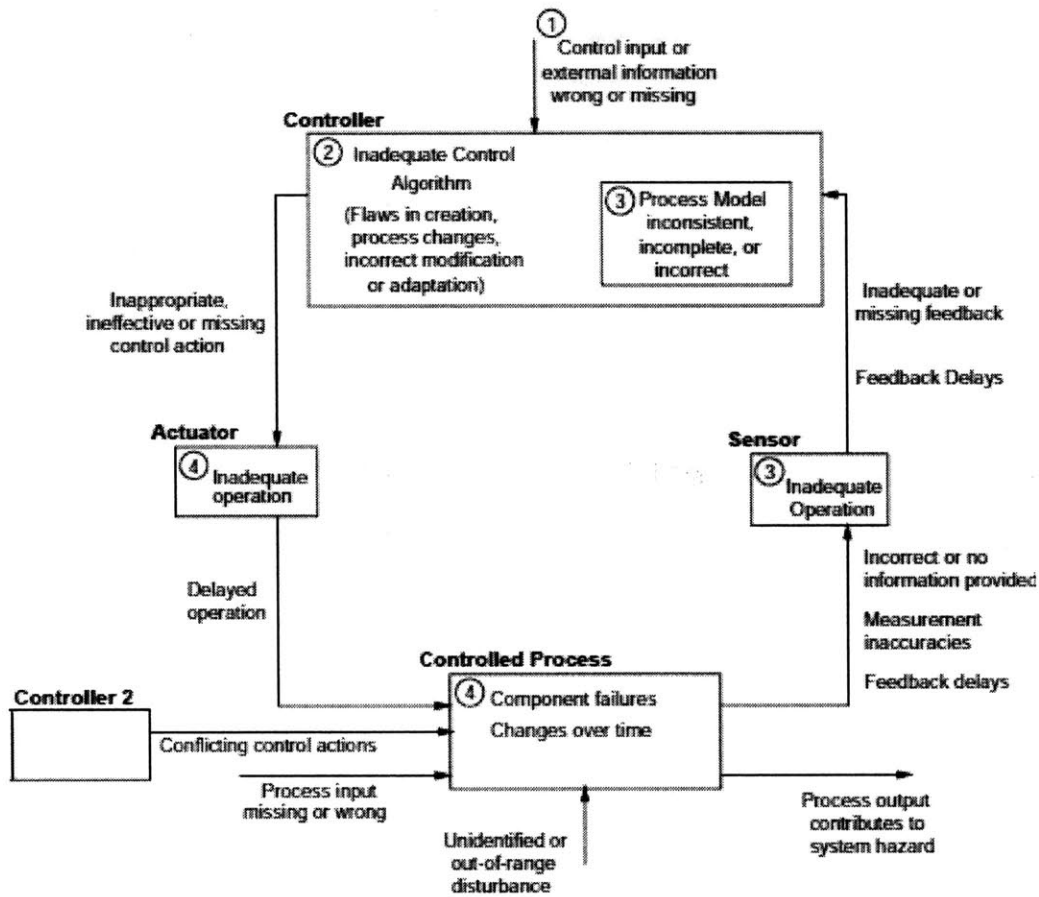 1
Control input or
extermal information
wrong or missing
Controller
2 Inadequate Control
Algorithm
(Flaws in creation,
process changes,
incorrect modification
or adaptation)
3 Process Model
inconsistent,
incomplete, or
incorrect
Inappropriate,
ineffective or missing
control action
Inadequate or
missing feedback
Feedback Delays
Actuator
4 Inadequate
operation
Sensor
3 Inadequate
Operation
Delayed
operation
Incorrect or no
information provided
Measurement
inaccuracies
Feedback delays
Controlled Process
4 Component failures
Changes over time
Controller 2
Conflicting control actions
Process input
missing or wrong
Unidentified or
out-of-range
disturbance
Process output
contributes to
system hazard